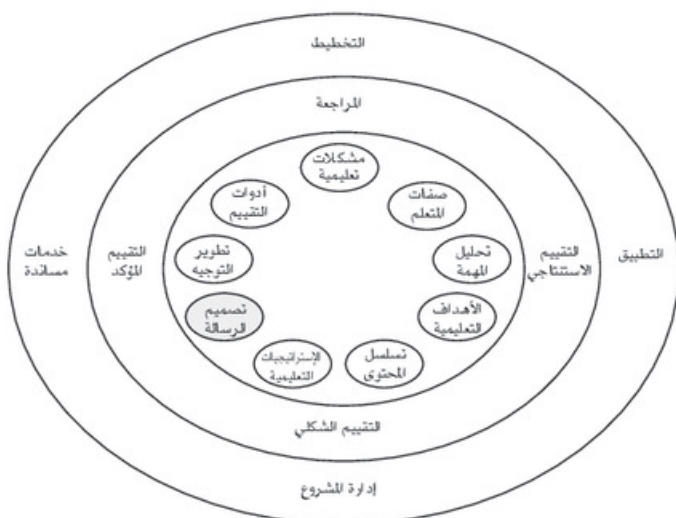 التخطيط
المراجعة
مشكلات
تعليمية
صفات
المتعلم
أدوات
التقييم
تحليل
المهمة
تطوير
التوجيه
الأهداف
التعليمية
تصميم
الرسالة
تسلسل
المحتوى
الإستراتيجيات
التعليمية
التطبيق
التقييم
الاستنتاجي
التقييم
المؤكد
خدمات
مساندة
التقييم الشكلي
إدارة المشروع